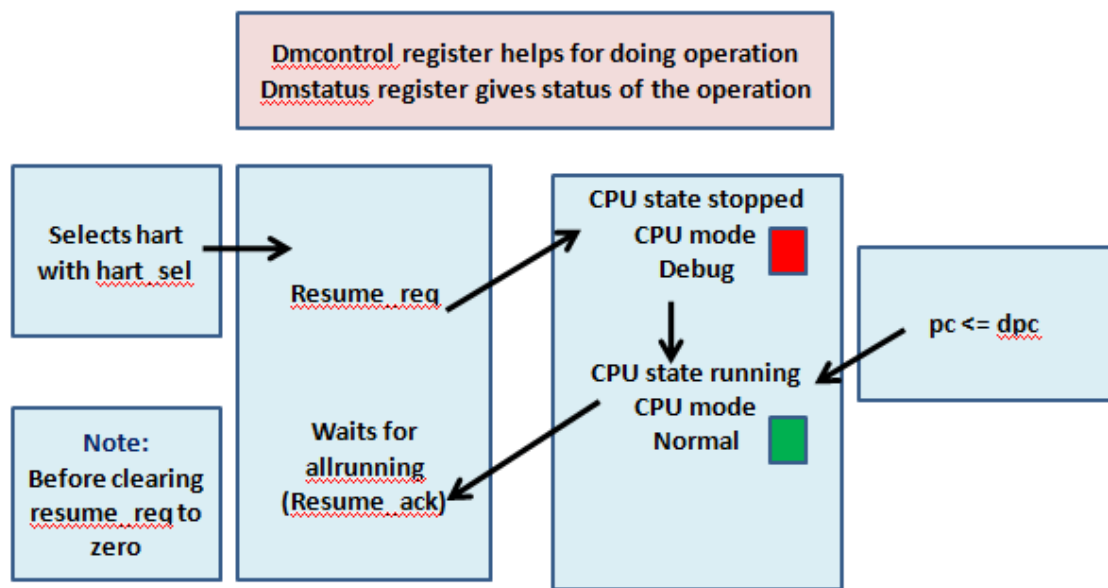 Dmcontrol register helps for doing operation
Dmstatus register gives status of the operation
Selects hart
with hart_sel
Resume_req
CPU state stopped
CPU mode
Debug
pc <= dpc
CPU state running
CPU mode
Normal
Waits for
allrunning
(Resume_ack)
Note:
Before clearing
resume_req to
zero